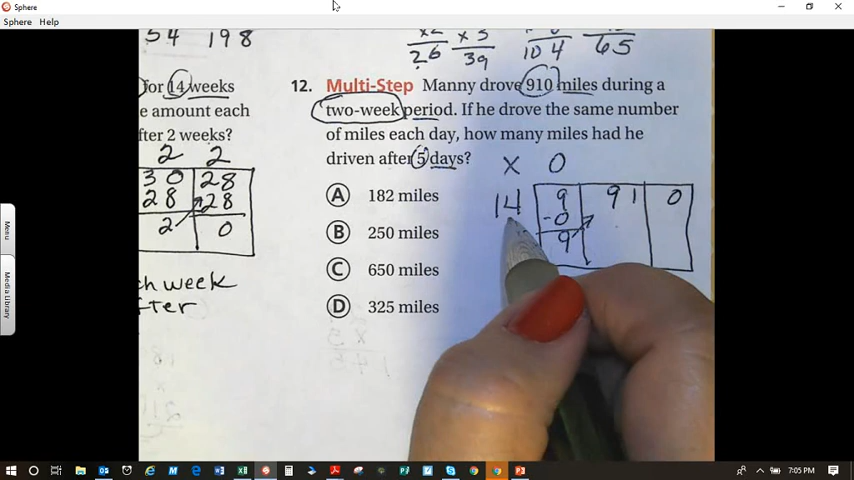 Sphere
Sphere Help
54 198
x2 x3
26 39 104 65
for 14 weeks
e amount each
fter 2 weeks?
2 2
30 28
28 28
2 0
ch week
fter
12. Multi-Step Manny drove 910 miles during a
two-week period. If he drove the same number
of miles each day, how many miles had he
driven after 5 days?
A 182 miles
B 250 miles
C 650 miles
D 325 miles
X 0
14 9 91 0
-0
9
Menu
Media Library
7:05 PM